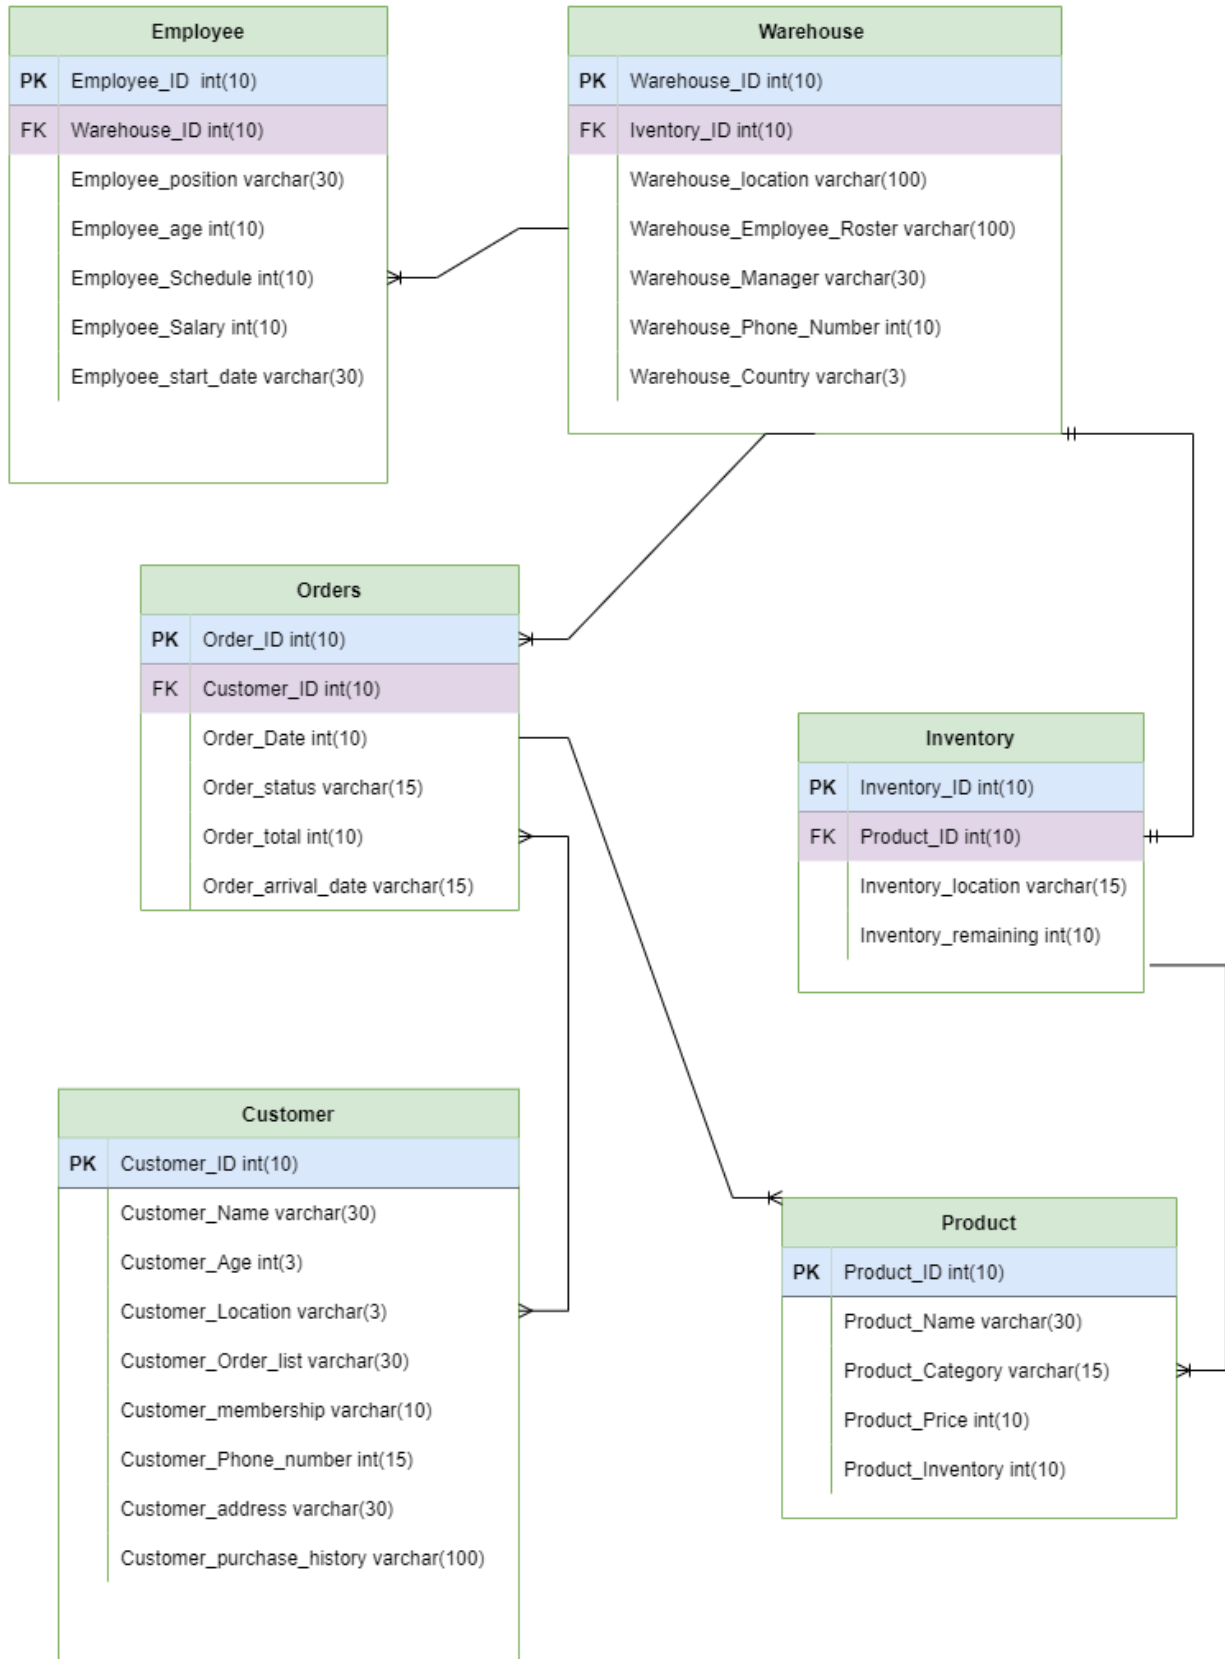 Employee
PK Employee_ID int(10)
FK Warehouse_ID int(10)
Employee_position varchar(30)
Employee_age int(10)
Employee_Schedule int(10)
Emplyoee_Salary int(10)
Emplyoee_start_date varchar(30)
Warehouse
PK Warehouse_ID int(10)
FK Iventory_ID int(10)
Warehouse_location varchar(100)
Warehouse_Employee_Roster varchar(100)
Warehouse_Manager varchar(30)
Warehouse_Phone_Number int(10)
Warehouse_Country varchar(3)
Orders
PK Order_ID int(10)
FK Customer_ID int(10)
Order_Date int(10)
Order_status varchar(15)
Order_total int(10)
Order_arrival_date varchar(15)
Inventory
PK Inventory_ID int(10)
FK Product_ID int(10)
Inventory_location varchar(15)
Inventory_remaining int(10)
Customer
PK Customer_ID int(10)
Customer_Name varchar(30)
Customer_Age int(3)
Customer_Location varchar(3)
Customer_Order_list varchar(30)
Customer_membership varchar(10)
Customer_Phone_number int(15)
Customer_address varchar(30)
Customer_purchase_history varchar(100)
Product
PK Product_ID int(10)
Product_Name varchar(30)
Product_Category varchar(15)
Product_Price int(10)
Product_Inventory int(10)